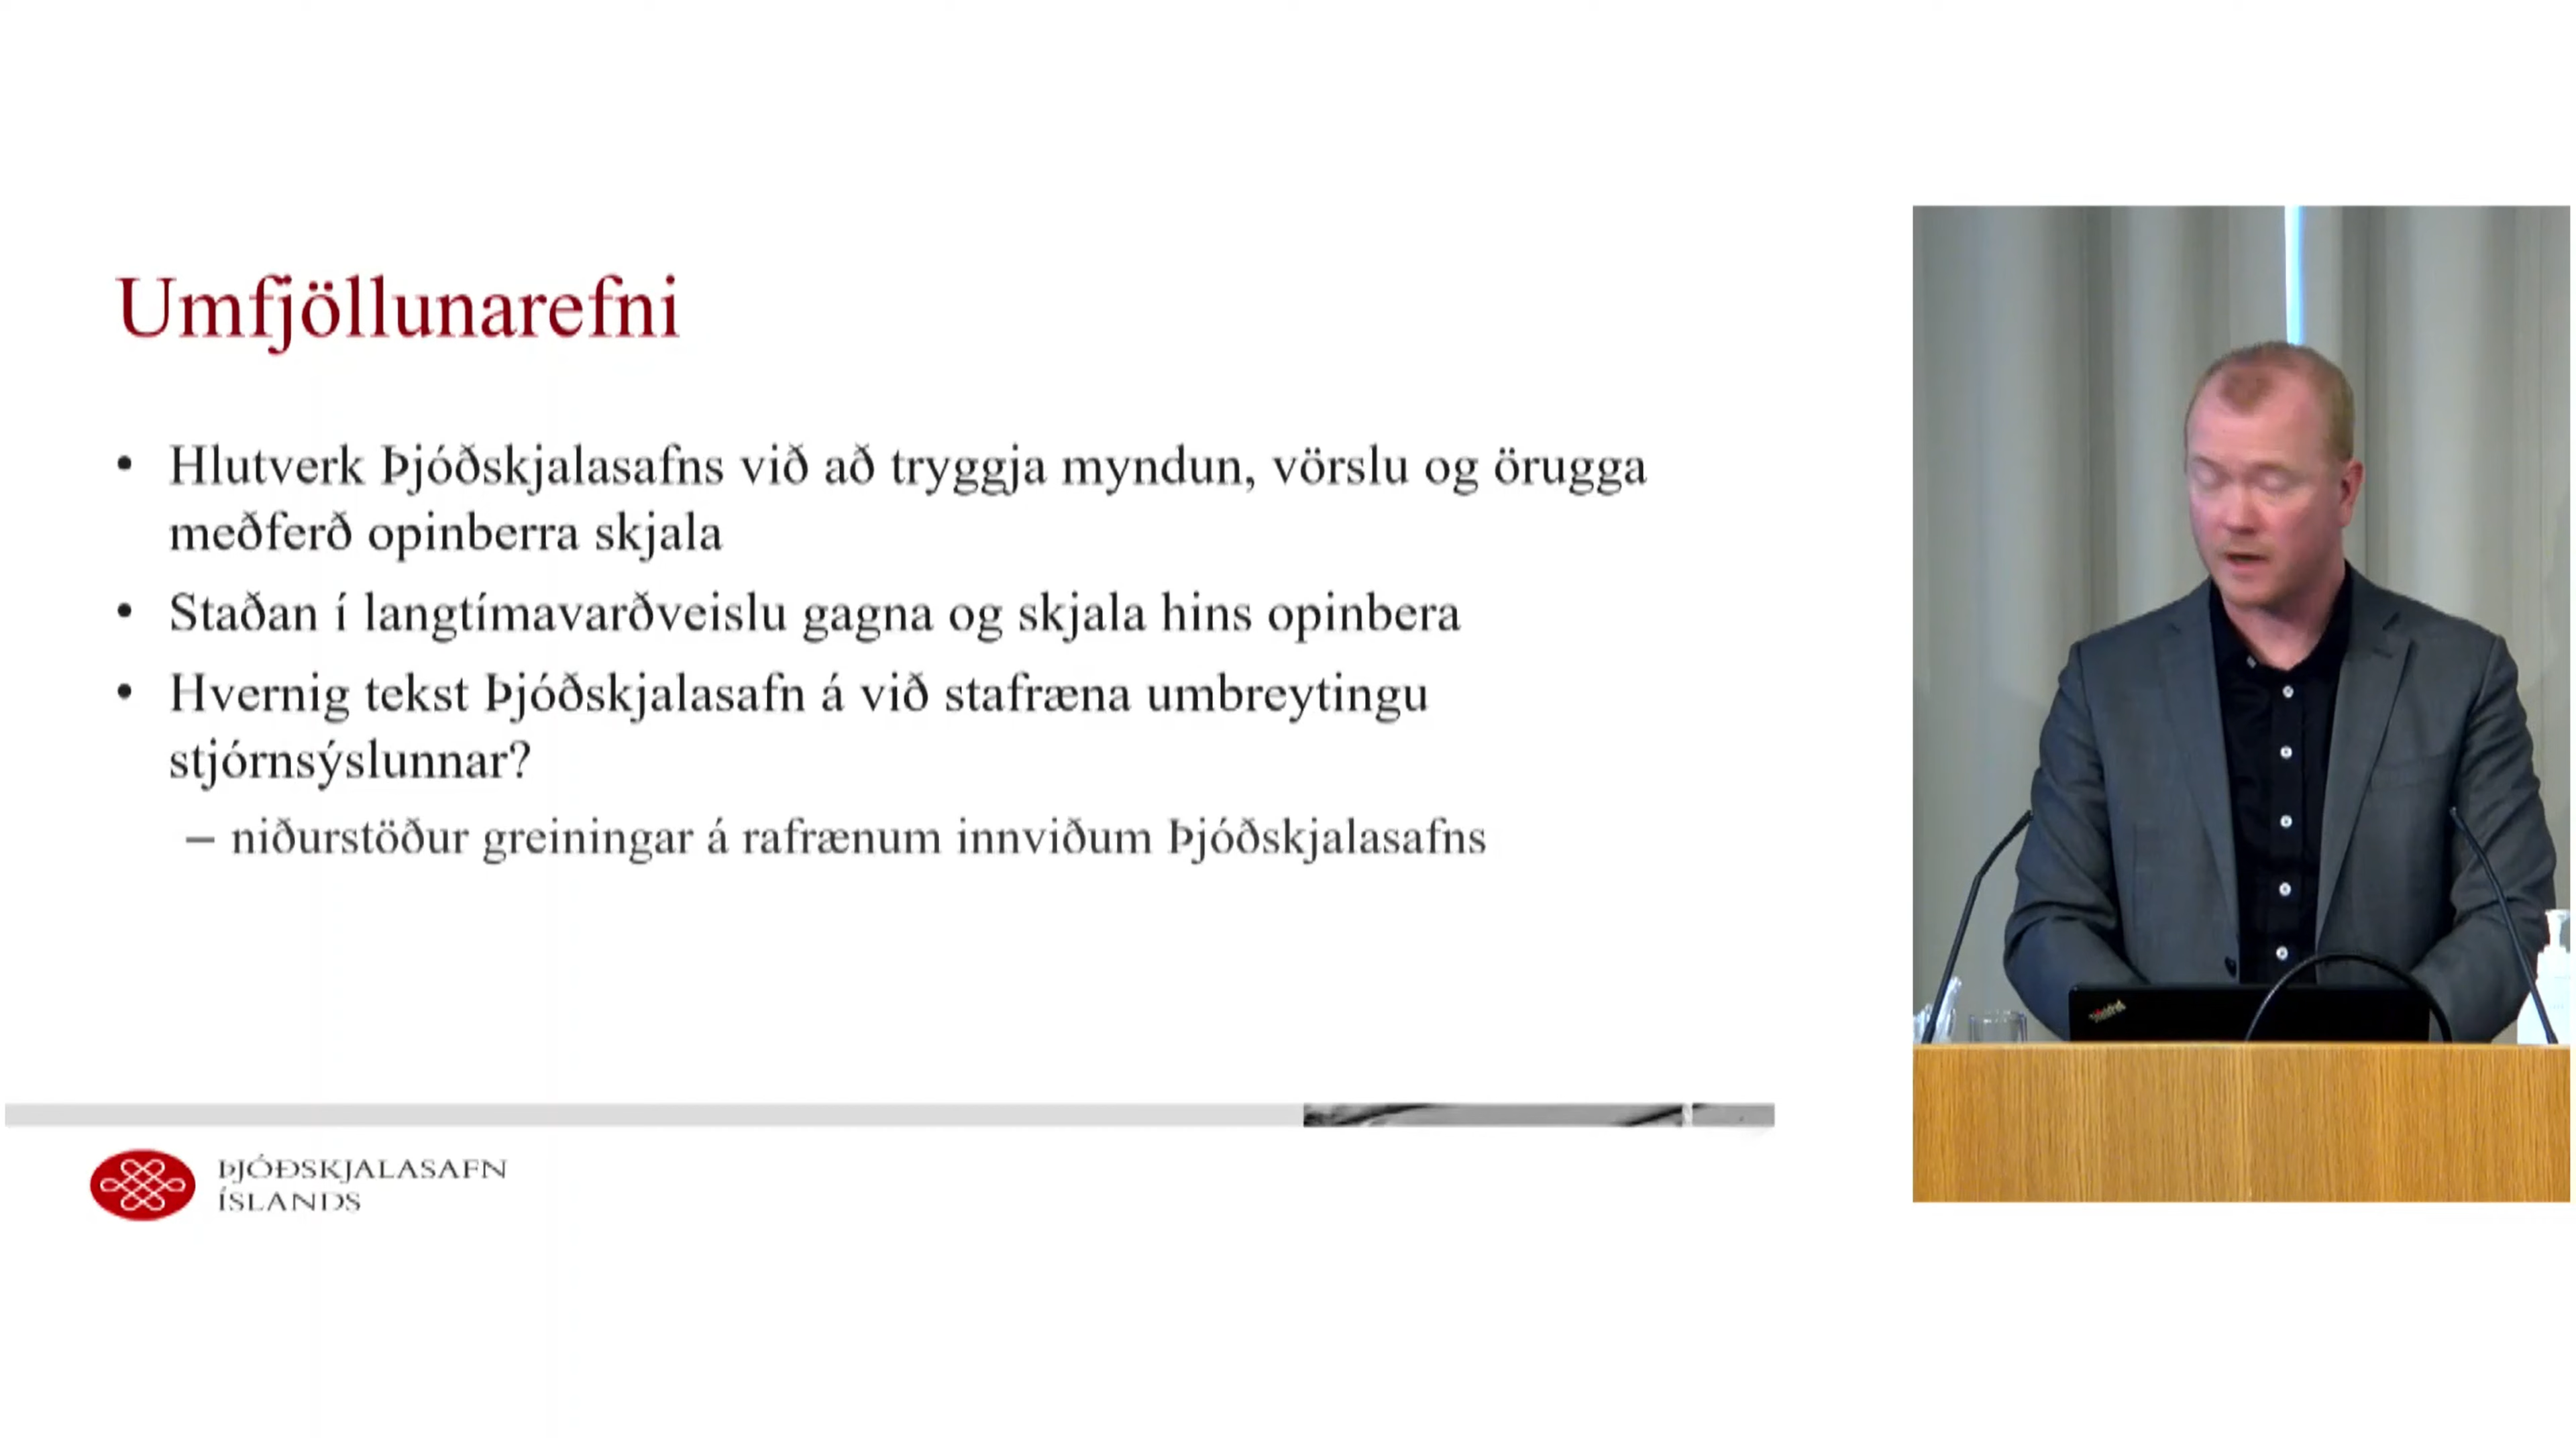 Umfjöllunarefni
• Hlutverk Þjóðskjalasafns við að tryggja myndun, vörslu og örugga
meðferð opinberra skjala
• Staðan í langtímavarðveislu gagna og skjala hins opinbera
• Hvernig tekst Þjóðskjalasafn á við stafræna umbreytingu
stjórnsýslunnar?
– niðurstöður greiningar á rafrænum innviðum Þjóðskjalasafns
ÞJÓÐSKJALASAFN
ÍSLANDS